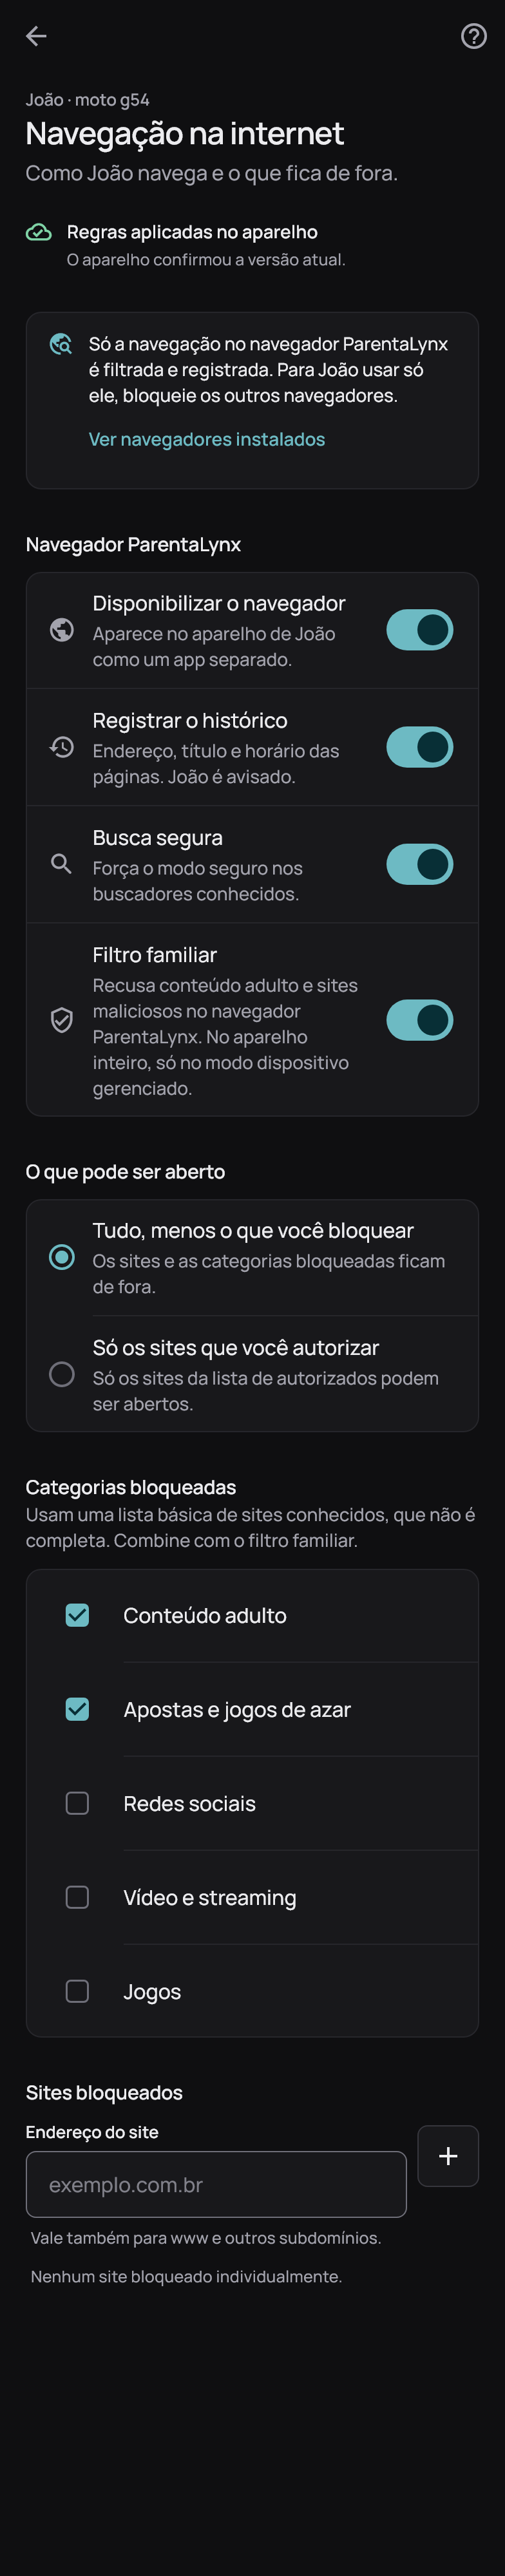 João · moto g54
Navegação na internet
Como João navega e o que fica de fora.
Regras aplicadas no aparelho
O aparelho confirmou a versão atual.
Só a navegação no navegador ParentaLynx
é filtrada e registrada. Para João usar só
ele, bloqueie os outros navegadores.
Ver navegadores instalados
Navegador ParentaLynx
Disponibilizar o navegador
Aparece no aparelho de João
como um app separado.
Registrar o histórico
Endereço, título e horário das
páginas. João é avisado.
Busca segura
Força o modo seguro nos
buscadores conhecidos.
Filtro familiar
Recusa conteúdo adulto e sites
maliciosos no navegador
ParentaLynx. No aparelho
inteiro, só no modo dispositivo
gerenciado.
O que pode ser aberto
Tudo, menos o que você bloquear
Os sites e as categorias bloqueadas ficam
de fora.
Só os sites que você autorizar
Só os sites da lista de autorizados podem
ser abertos.
Categorias bloqueadas
Usam uma lista básica de sites conhecidos, que não é
completa. Combine com o filtro familiar.
Conteúdo adulto
Apostas e jogos de azar
Redes sociais
Vídeo e streaming
Jogos
Sites bloqueados
Endereço do site
exemplo.com.br
Vale também para www e outros subdomínios.
Nenhum site bloqueado individualmente.